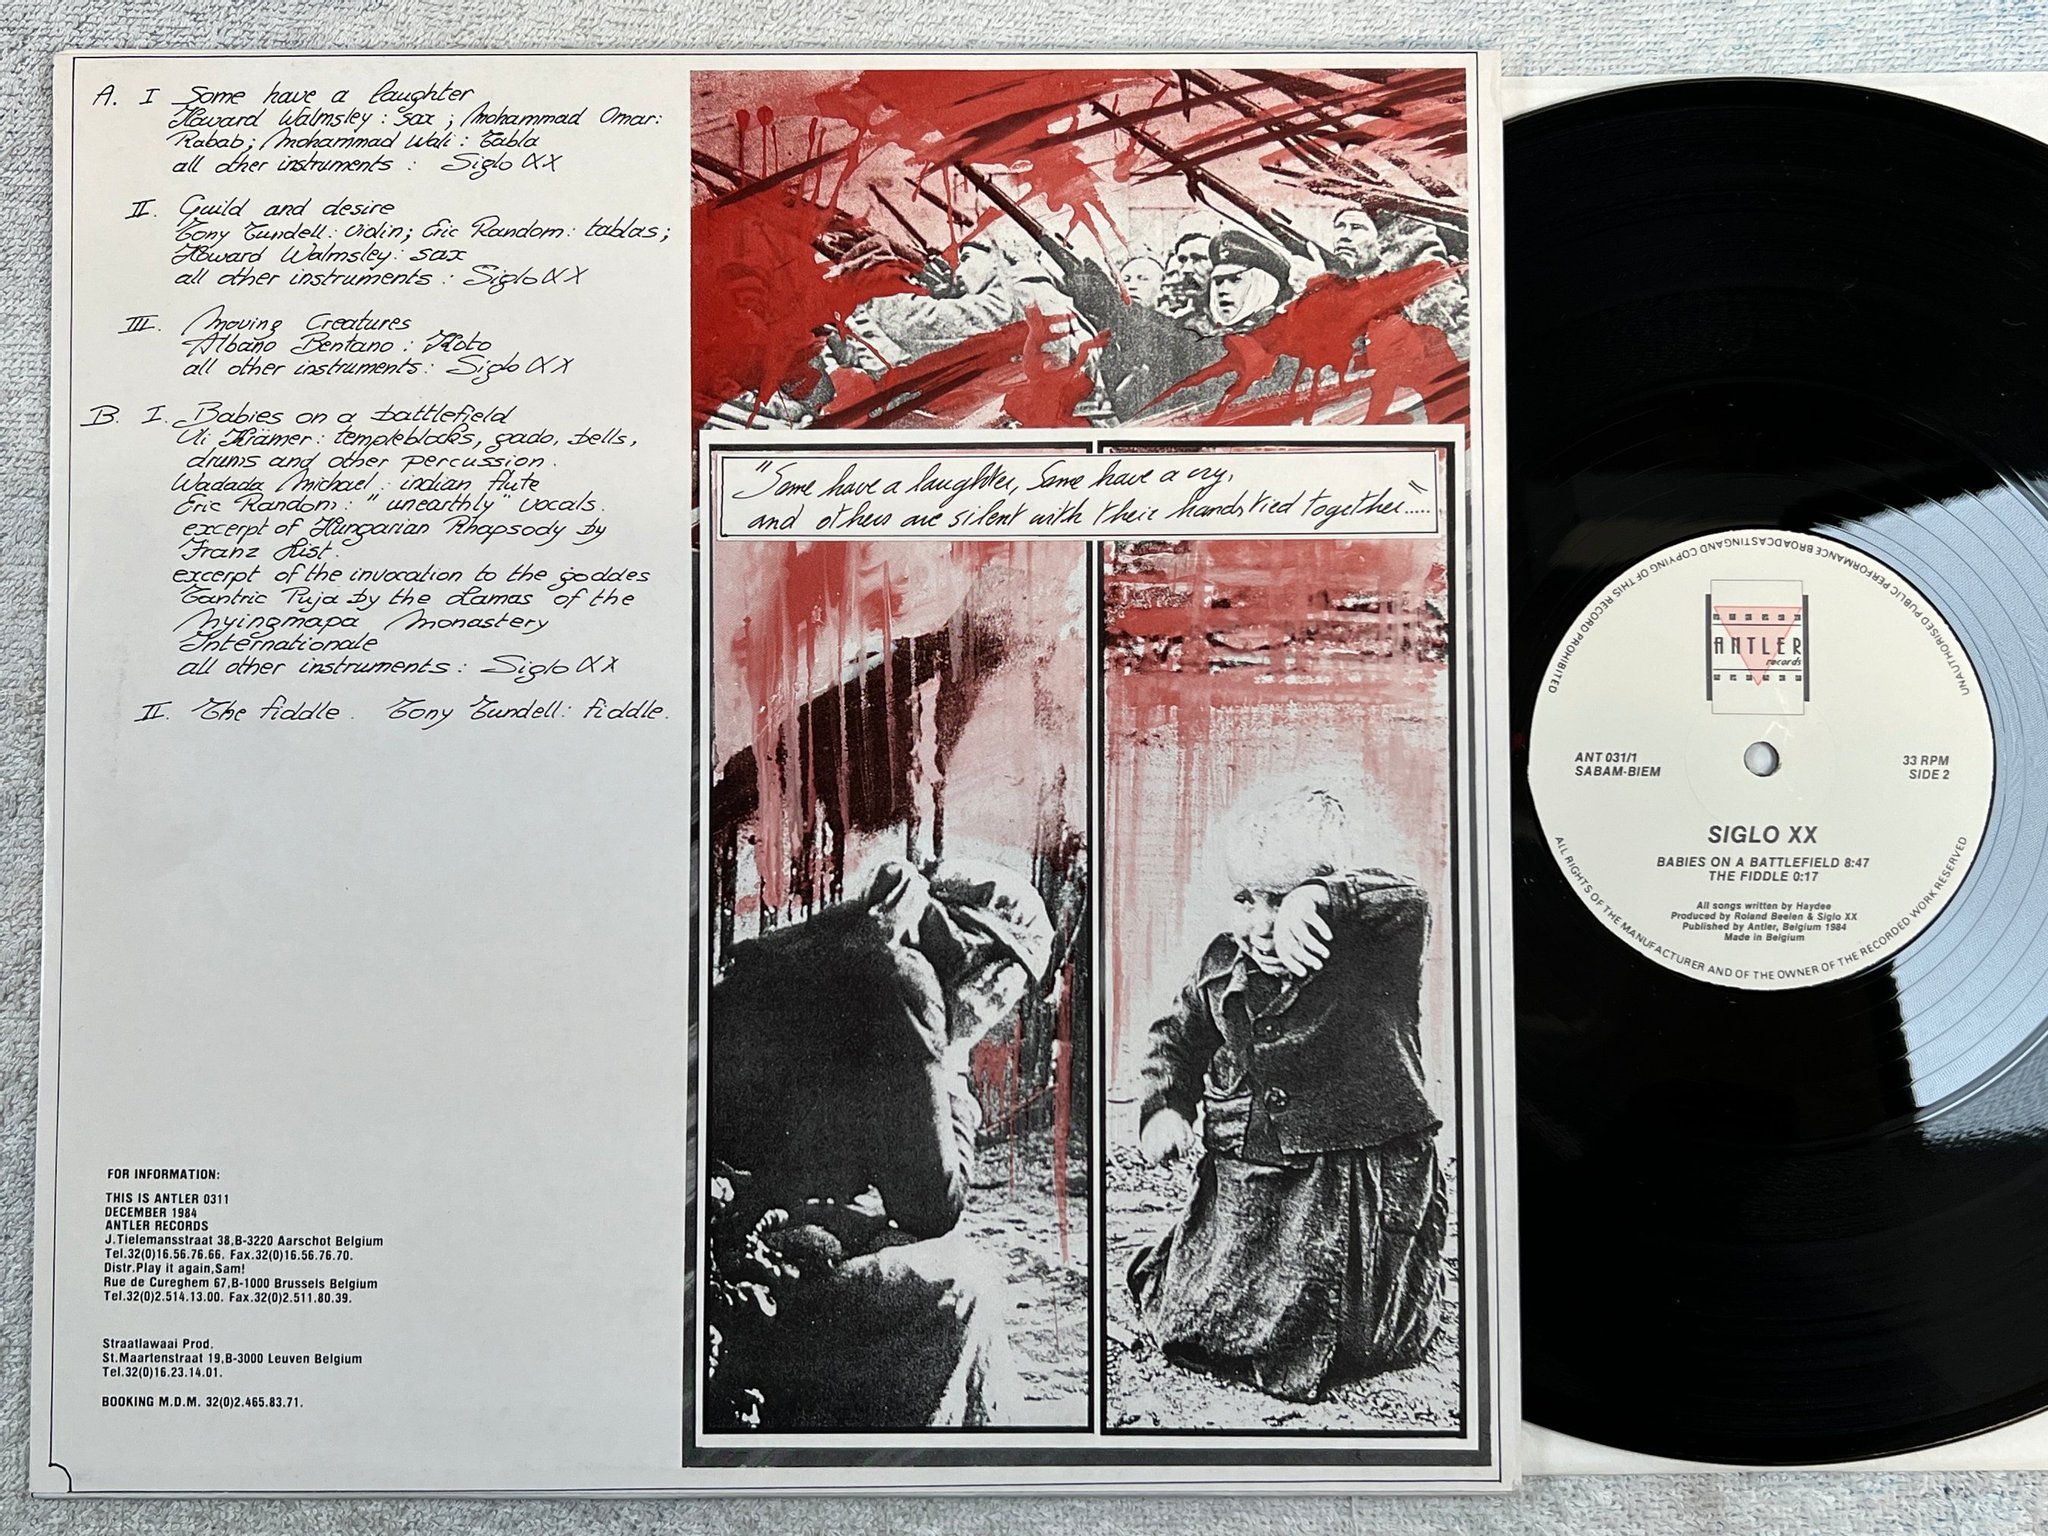 A. I Some have a laughter
Howard Walmsley: Sax; Mohammad Omar:
Rabab; Mohammad Wali: Tabla
all other instruments: Siglo XX
II. Guild and desire
Tony Tundell: violin; Eric Random: tablas;
Howard Walmsley: sax
all other instruments: Siglo XX
III. Moving Creatures
Albano Bentano: Koto
all other instruments: Siglo XX
B. I. Babies on a battlefield
Uli Krämer: templeblocks, gado, bells,
drums and other percussion.
Wadada Michael: indian flute
Eric Random: "unearthly" vocals.
excerpt of Hungarian Rhapsody by
Franz List.
excerpt of the invocation to the goddes
Tantric Puja by the Lamas of the
Nyingmapa Monastery
Internationale
all other instruments: Siglo XX
II. The fiddle. Tony Tundell: fiddle.
FOR INFORMATION:
THIS IS ANTLER 0311
DECEMBER 1984
ANTLER RECORDS
J.Tielemansstraat 38,B-3220 Aarschot Belgium
Tel.32(0)16.56.76.66. Fax.32(0)16.56.76.70.
Distr.Play it again,Sam!
Rue de Cureghem 67,B-1000 Brussels Belgium
Tel.32(0)2.514.13.00. Fax.32(0)2.511.80.39.
Straatlawaai Prod.
St.Maartenstraat 19,B-3000 Leuven Belgium
Tel.32(0)16.23.14.01.
BOOKING M.D.M. 32(0)2.465.83.71.
"Some have a laughter, Some have a cry,
and others are silent with their hands tied together....."
ANTLER
records
ANT 031/1
SABAM-BIEM
33 RPM
SIDE 2
SIGLO XX
BABIES ON A BATTLEFIELD 8:47
THE FIDDLE 0:17
All songs written by Haydee
Produced by Roland Beelen & Siglo XX
Published by Antler, Belgium 1984
Made in Belgium
ALL RIGHTS OF THE MANUFACTURER AND OF THE OWNER OF THE RECORDED WORK RESERVED
UNAUTHORISED PUBLIC PERFORMANCE BROADCASTING AND COPYING OF THIS RECORD PROHIBITED